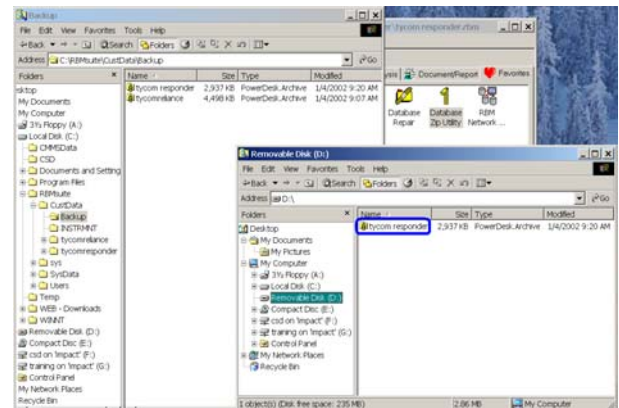 Backup
File Edit View Favorites Tools Help
Back Search Folders
Address C:\RBMsuite\CustData\Backup Go
Folders
Name Size Type Modified
tycom responder 2,937 KB PowerDesk.Archive 1/4/2002 9:20 AM
tycomreliance 4,498 KB PowerDesk.Archive 1/4/2002 9:07 AM
sktop
My Documents
My Computer
3½ Floppy (A:)
Local Disk (C:)
CMMSData
CSD
Documents and Setting
Program Files
RBMsuite
CustData
Backup
INSTRMNT
tycomreliance
tycomresponder
sys
SysData
Users
Temp
WEB - Downloads
WINNT
Removable Disk (D:)
Compact Disc (E:)
csd on 'Impact' (F:)
training on 'Impact' (G:)
Control Panel
My Network Places
Recycle Bin
tycom responder.zbm
ysis Document/Report Favorites
Database Repair
Database Zip Utility
RBM Network ...
Removable Disk (D:)
File Edit View Favorites Tools Help
Back Search Folders
Address D:\ Go
Folders
Name Size Type Modified
tycom responder 2,937 KB PowerDesk.Archive 1/4/2002 9:20 AM
Desktop
My Documents
My Pictures
My Computer
3½ Floppy (A:)
Local Disk (C:)
Removable Disk (D:)
Compact Disc (E:)
csd on 'Impact' (F:)
training on 'Impact' (G:)
Control Panel
My Network Places
Recycle Bin
1 object(s) (Disk free space: 235 MB) 2.86 MB My Computer